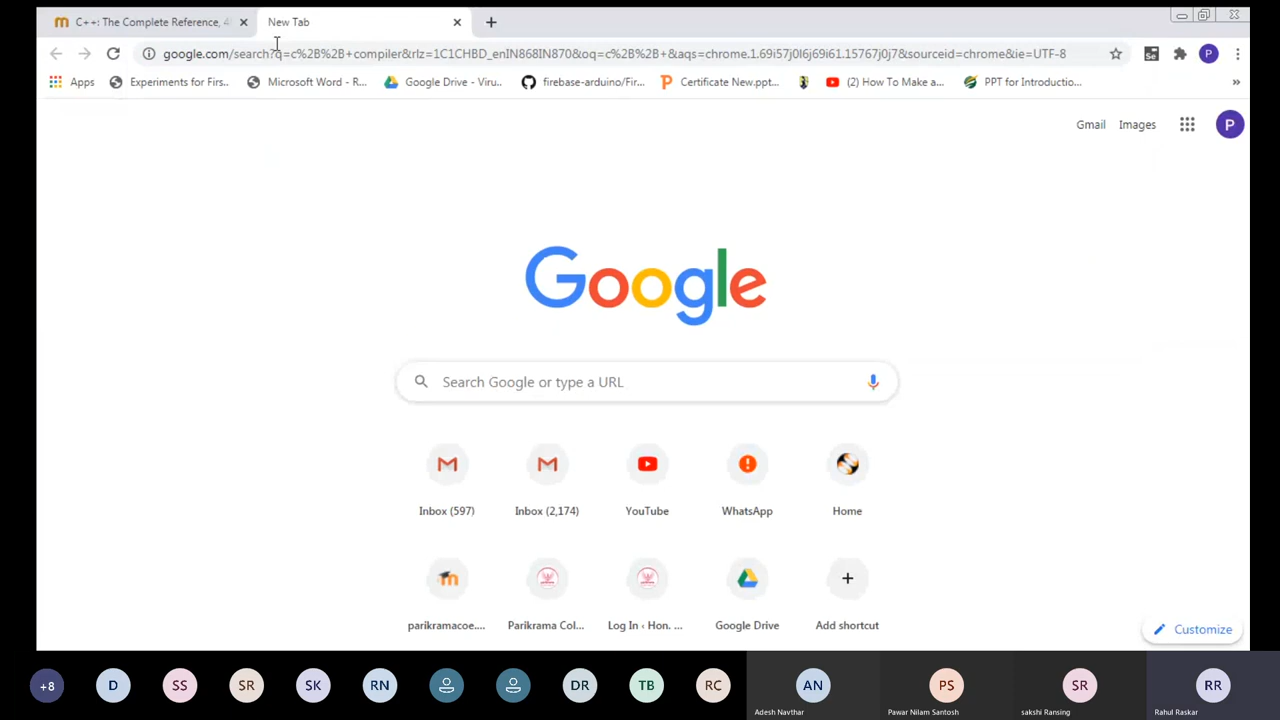 C++: The Complete Reference, 4
New Tab
google.com/search?q=c%2B%2B+compiler&rlz=1C1CHBD_enIN868IN870&oq=c%2B%2B+&aqs=chrome.1.69i57j0l6j69i61.15767j0j7&sourceid=chrome&ie=UTF-8
Apps Experiments for Firs.. Microsoft Word - R... Google Drive - Viru... firebase-arduino/Fir... Certificate New.ppt... (2) How To Make a... PPT for Introductio... »
Gmail Images P
Google
Search Google or type a URL
Inbox (597) Inbox (2,174) YouTube WhatsApp Home
parikramacoe.... Parikrama Col... Log In ‹ Hon. ... Google Drive Add shortcut
Customize
+8 D SS SR SK RN DR TB RC AN PS SR RR
Adesh Navthar Pawar Nilam Santosh sakshi Ransing Rahul Raskar